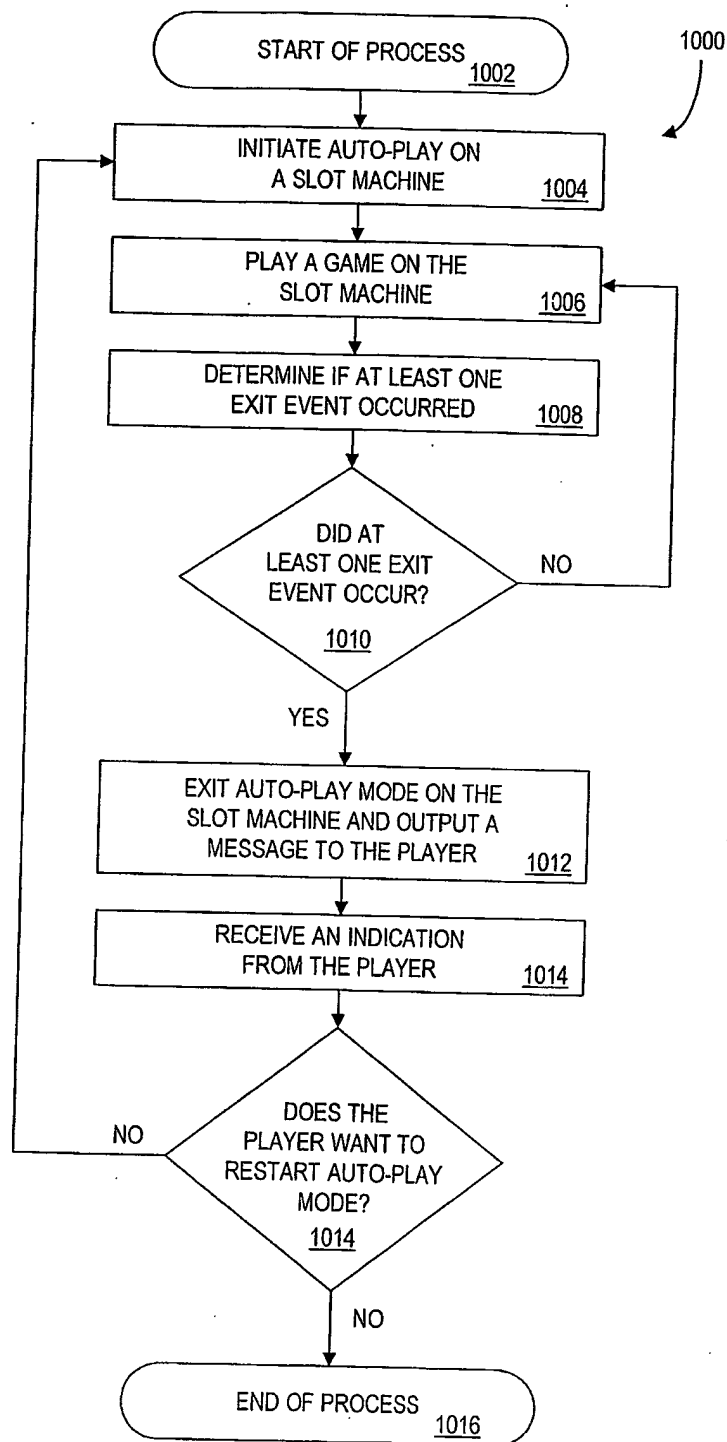 START OF PROCESS
1002
1000
INITIATE AUTO-PLAY ON
A SLOT MACHINE
1004
PLAY A GAME ON THE
SLOT MACHINE
1006
DETERMINE IF AT LEAST ONE
EXIT EVENT OCCURRED
1008
DID AT
LEAST ONE EXIT
EVENT OCCUR?
1010
NO
YES
EXIT AUTO-PLAY MODE ON THE
SLOT MACHINE AND OUTPUT A
MESSAGE TO THE PLAYER
1012
RECEIVE AN INDICATION
FROM THE PLAYER
1014
NO
DOES THE
PLAYER WANT TO
RESTART AUTO-PLAY
MODE?
1014
NO
END OF PROCESS
1016